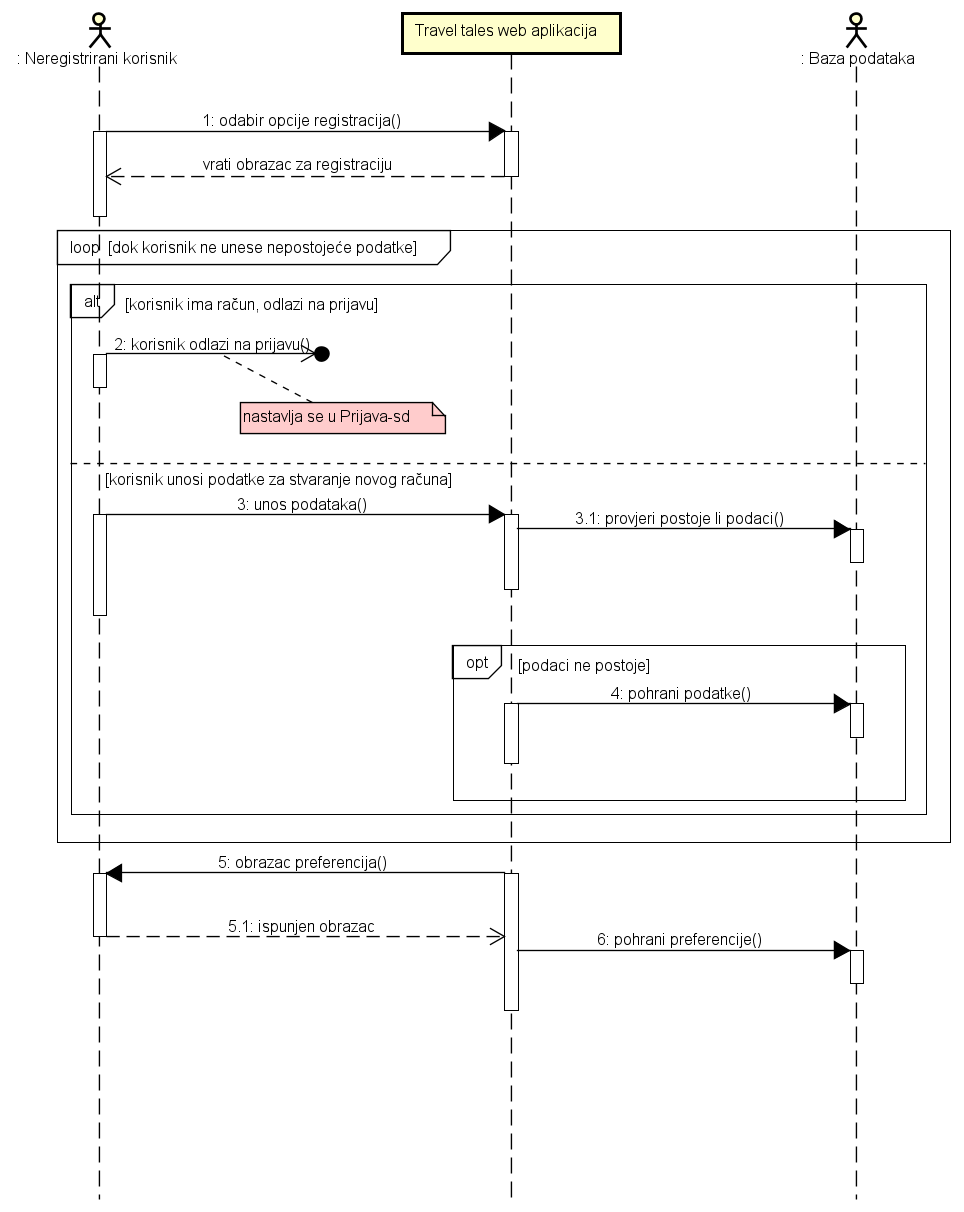 Travel tales web aplikacija
: Neregistrirani korisnik
: Baza podataka
1: odabir opcije registracija()
vrati obrazac za registraciju
loop [dok korisnik ne unese nepostojeće podatke]
alt [korisnik ima račun, odlazi na prijavu]
2: korisnik odlazi na prijavu()
nastavlja se u Prijava-sd
[korisnik unosi podatke za stvaranje novog računa]
3: unos podataka()
3.1: provjeri postoje li podaci()
opt [podaci ne postoje]
4: pohrani podatke()
5: obrazac preferencija()
5.1: ispunjen obrazac
6: pohrani preferencije()